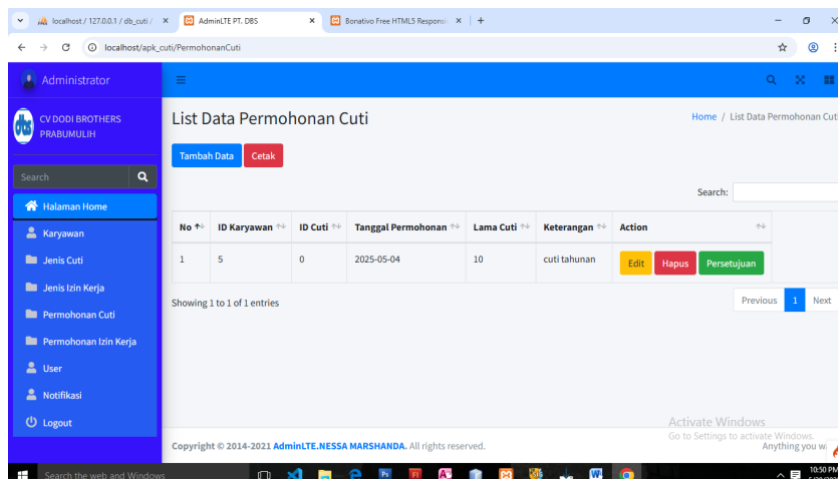 localhost / 127.0.0.1 / db_cuti /
AdminLTE PT. DBS
Bonativo Free HTML5 Responsi
localhost/apk_cuti/PermohonanCuti
Administrator
CV DODI BROTHERS
PRABUMULIH
Search
Halaman Home
Karyawan
Jenis Cuti
Jenis Izin Kerja
Permohonan Cuti
Permohonan Izin Kerja
User
Notifikasi
Logout
List Data Permohonan Cuti
Home / List Data Permohonan Cut
Tambah Data Cetak
Search:
No ID Karyawan ID Cuti Tanggal Permohonan Lama Cuti Keterangan Action
1 5 0 2025-05-04 10 cuti tahunan Edit Hapus Persetujuan
Showing 1 to 1 of 1 entries
Previous 1 Next
Activate Windows
Go to Settings to activate Windows.
Copyright © 2014-2021 AdminLTE.NESSA MARSHANDA. All rights reserved.
Anything you w
Search the web and Windows
10:50 PM